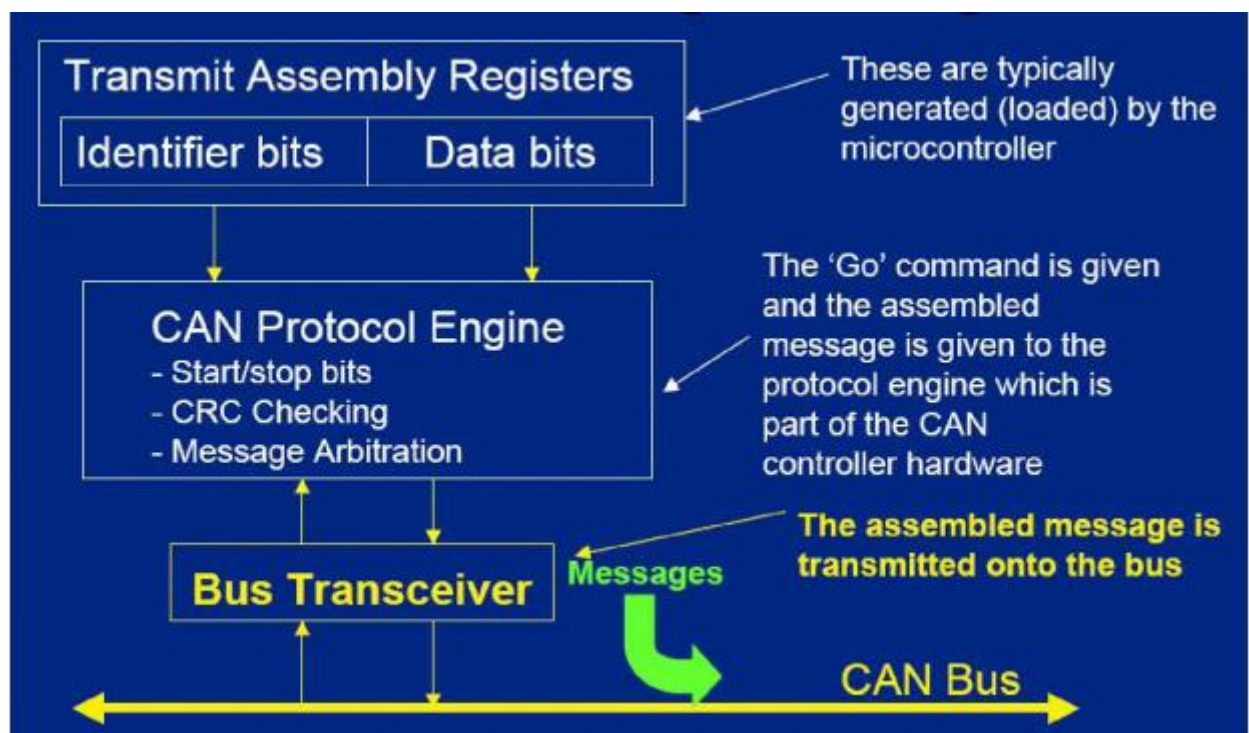 Transmit Assembly Registers
Identifier bits
Data bits
These are typically
generated (loaded) by the
microcontroller
CAN Protocol Engine
- Start/stop bits
- CRC Checking
- Message Arbitration
The ‘Go’ command is given
and the assembled
message is given to the
protocol engine which is
part of the CAN
controller hardware
Bus Transceiver
Messages
The assembled message is
transmitted onto the bus
CAN Bus